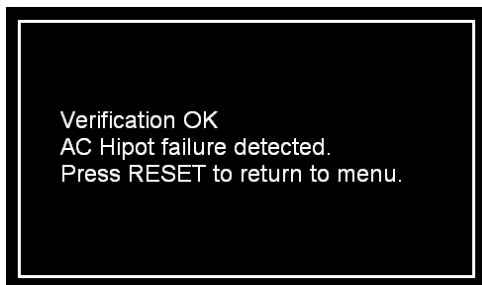 Verification OK
AC Hipot failure detected.
Press RESET to return to menu.